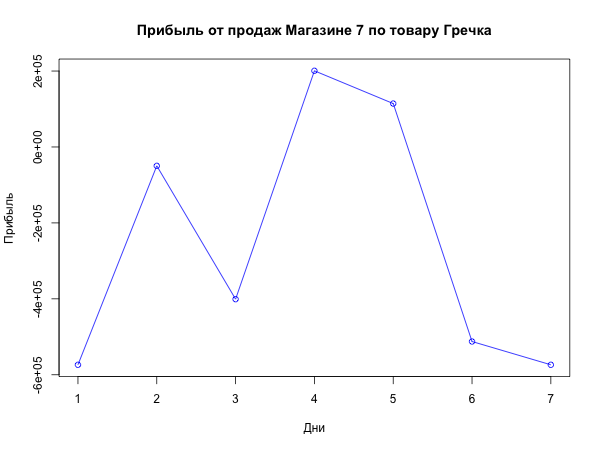 Прибыль от продаж Магазине 7 по товару Гречка
Прибыль
2e+05
0e+00
-2e+05
-4e+05
-6e+05
1 2 3 4 5 6 7
Дни